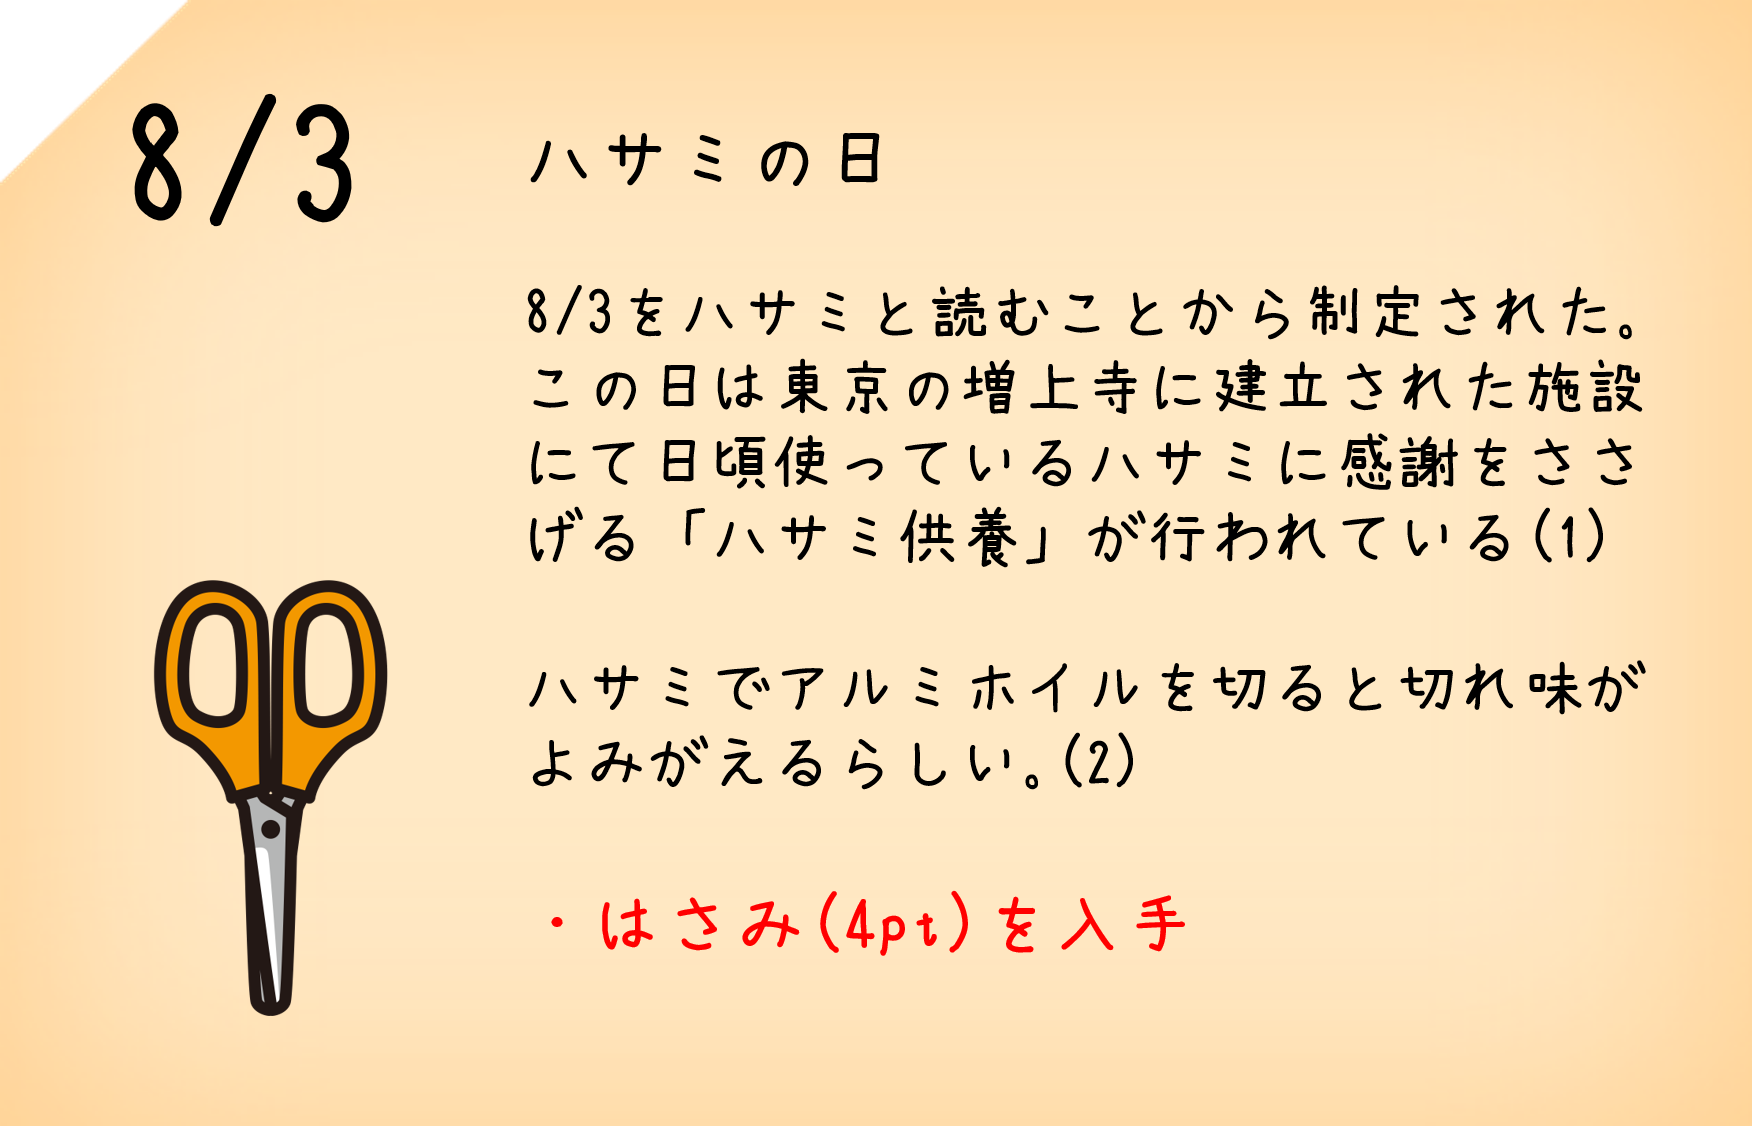 8/3
ハサミの日
8/3をハサミと読むことから制定された。
この日は東京の増上寺に建立された施設
にて日頃使っているハサミに感謝をささ
げる「ハサミ供養」が行われている(1)
ハサミでアルミホイルを切ると切れ味が
よみがえるらしい。(2)
・はさみ(4pt)を入手